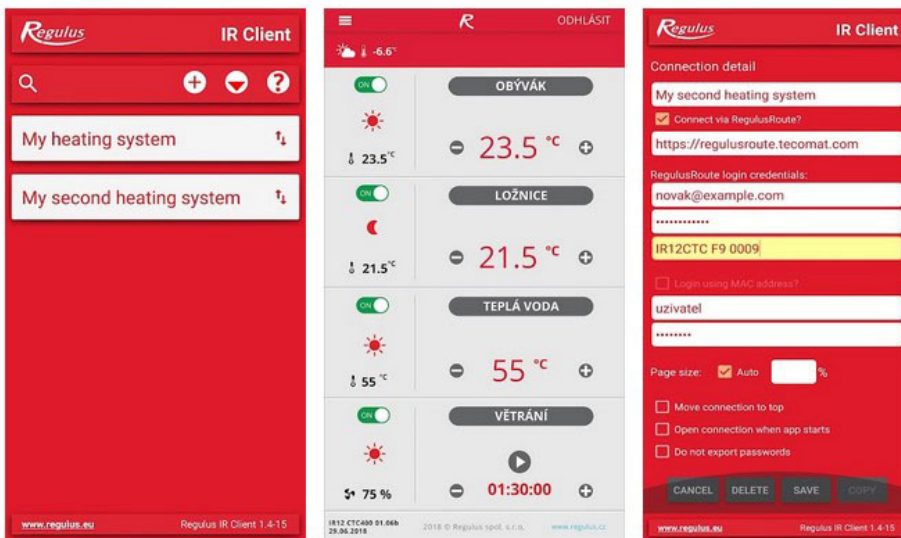 Regulus
IR Client
My heating system
My second heating system
www.regulus.eu
Regulus IR Client 1.4-15
R
ODHLÁSIT
-6.6°C
ON
OBÝVÁK
23.5 °C
23.5 °C
ON
LOŽNICE
21.5 °C
21.5 °C
ON
TEPLÁ VODA
55 °C
55 °C
ON
VĚTRÁNÍ
75 %
01:30:00
IR12 CTC400 01.06b
29.06.2018
2018 © Regulus spol. s.r.o.
www.regulus.cz
Regulus
IR Client
Connection detail
My second heating system
Connect via RegulusRoute?
https://regulusroute.tecomat.com
RegulusRoute login credentials:
novak@example.com
••••••••••••
IR12CTC F9 0009
Login using MAC address?
uzivatel
••••••••
Page size: Auto %
Move connection to top
Open connection when app starts
Do not export passwords
CANCEL DELETE SAVE COPY
www.regulus.eu
Regulus IR Client 1.4-15